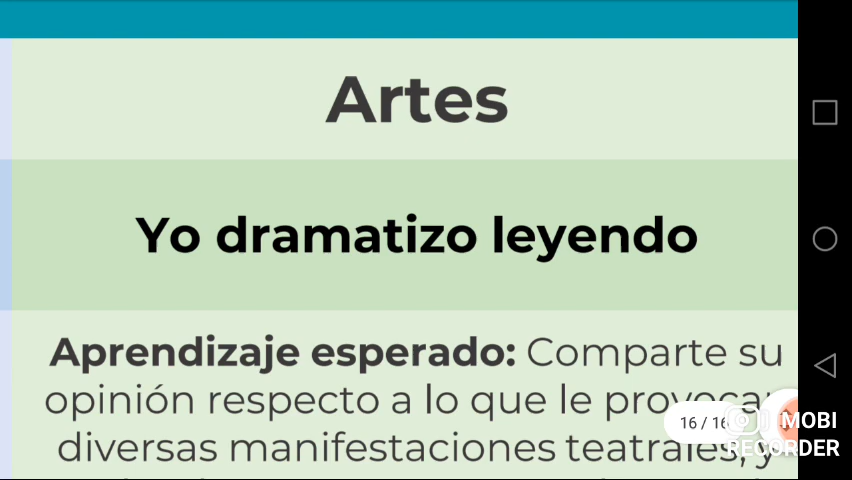 Artes
Yo dramatizo leyendo
Aprendizaje esperado: Comparte su
opinión respecto a lo que le provocan
diversas manifestaciones teatrales, y
16 / 16
MOBI
RECORDER